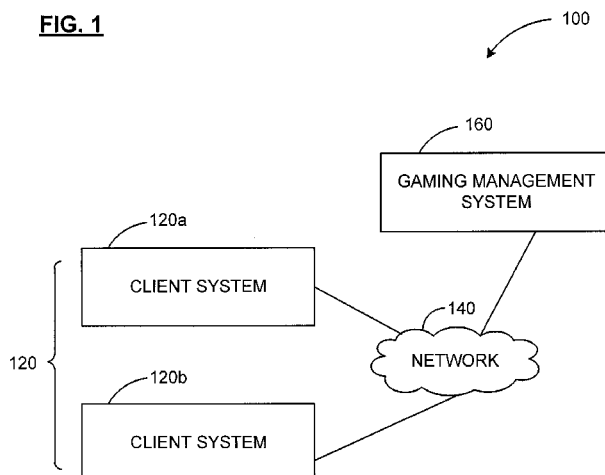 FIG. 1
100
160
GAMING MANAGEMENT
SYSTEM
120a
CLIENT SYSTEM
140
NETWORK
120
120b
CLIENT SYSTEM